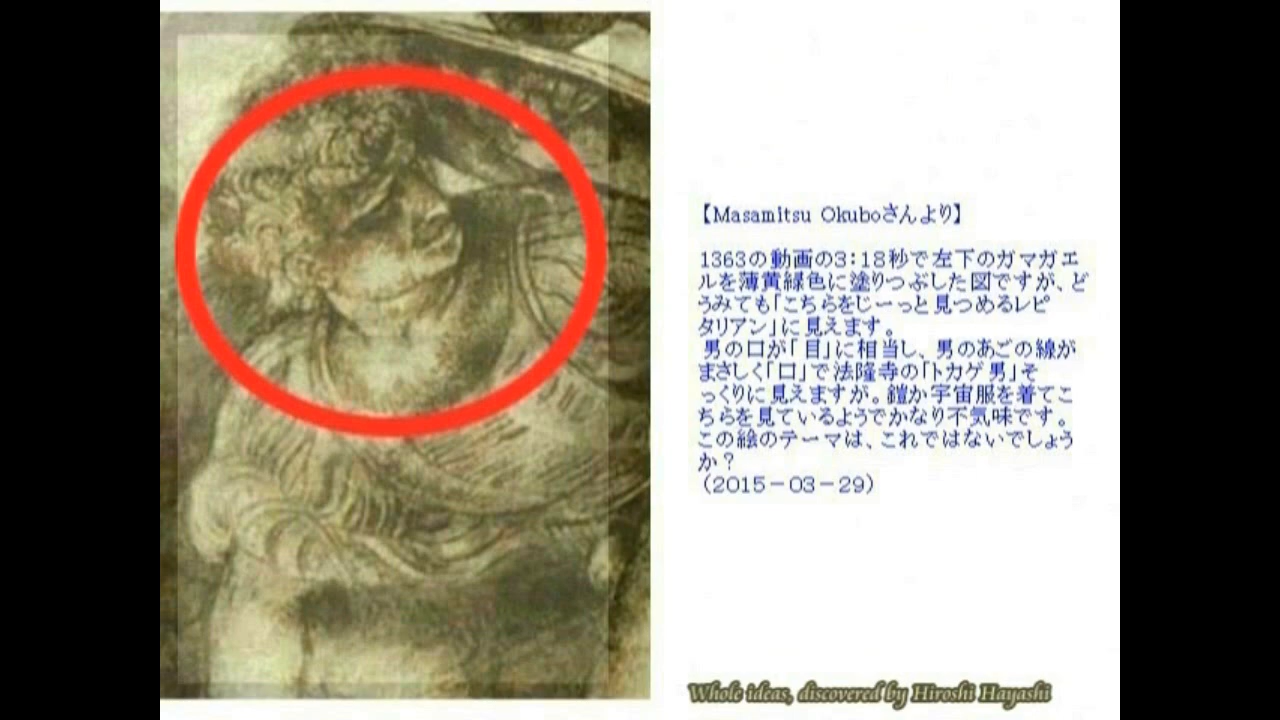 【Masamitsu Okuboさんより】
1363の動画の3:18秒で左下のガマガエ
ルを薄黄緑色に塗りつぶした図ですが、ど
うみても「こちらをじーっと見つめるレピ
タリアン」に見えます。
男の口が「目」に相当し、男のあごの線が
まさしく「口」で法隆寺の「トカゲ男」そ
っくりに見えますが。鎧か宇宙服を着てこ
ちらを見ているようでかなり不気味です。
この絵のテーマは、これではないでしょう
か？
（2015－03－29）
Whole ideas, discovered by Hiroshi Hayashi